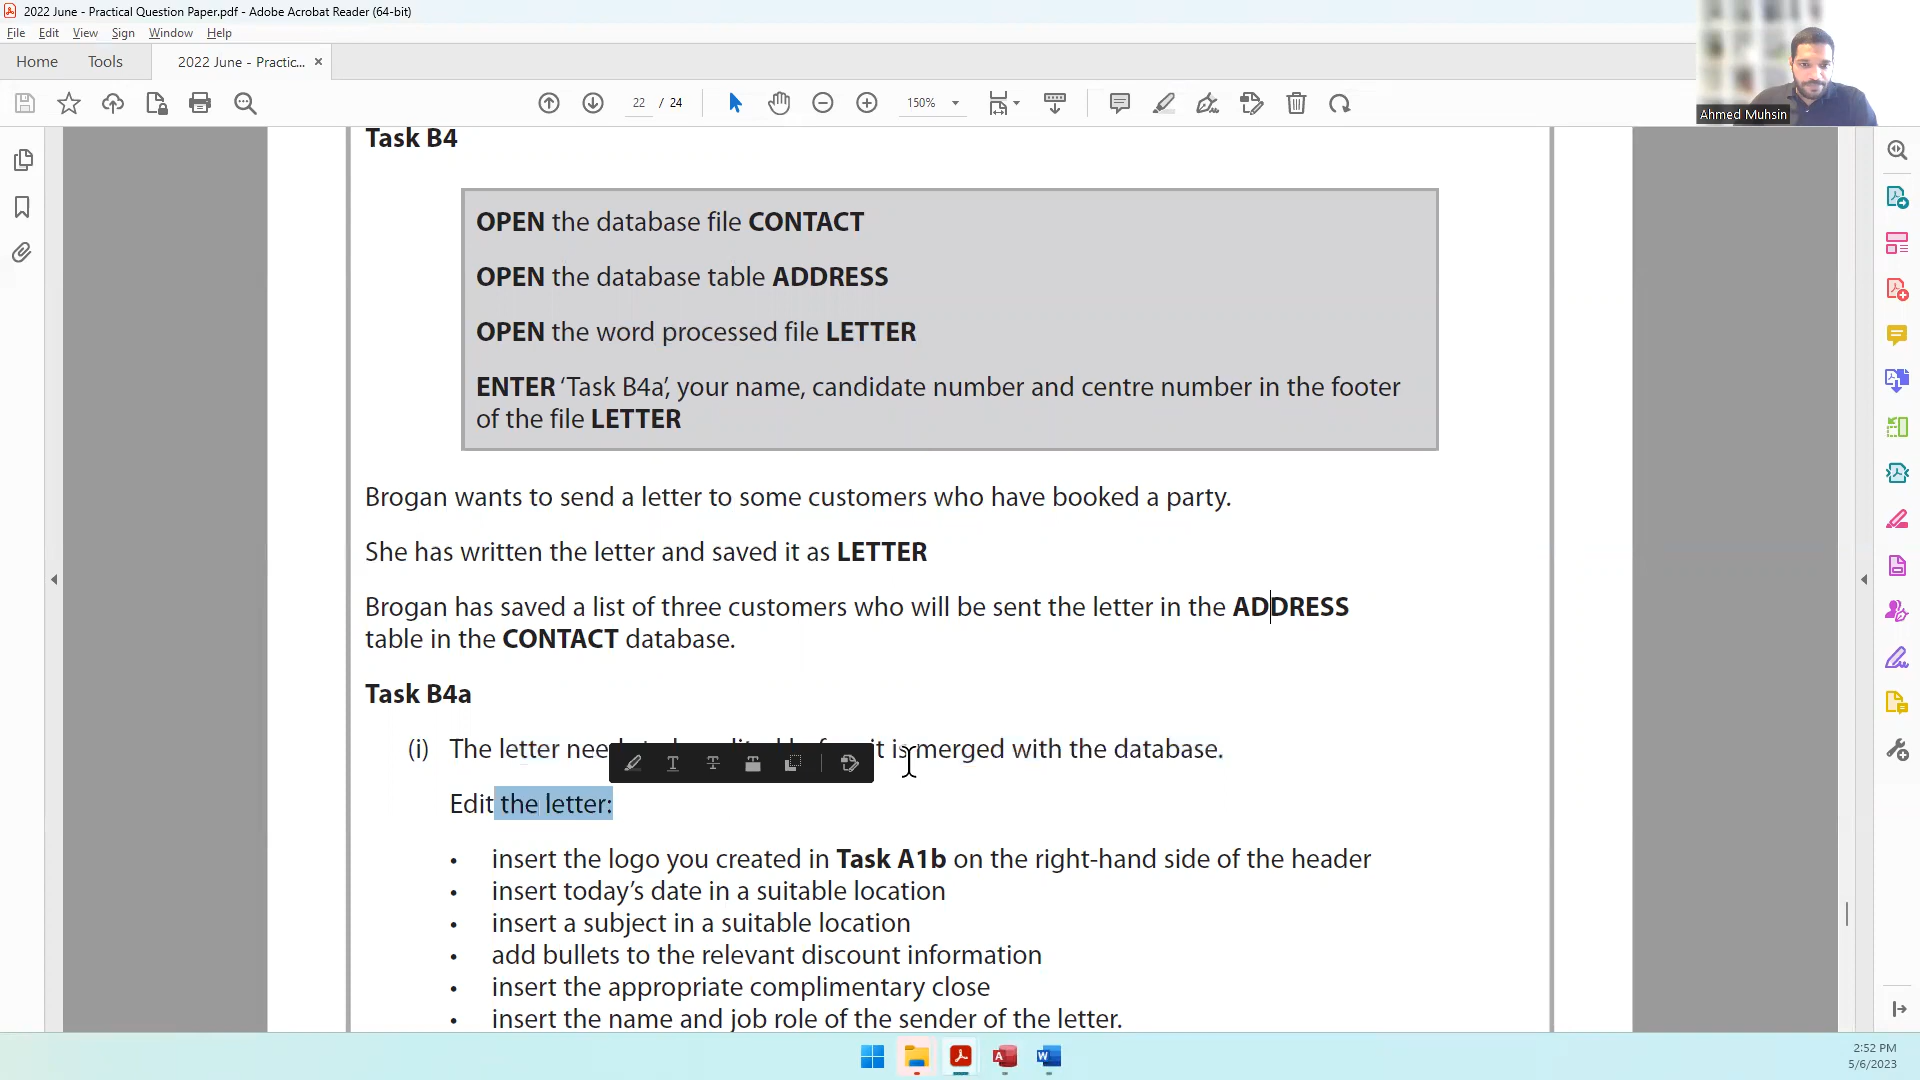 2022 June - Practical Question Paper.pdf - Adobe Acrobat Reader (64-bit)
File Edit View Sign Window Help
Home Tools 2022 June - Practic... ×
22 / 24 150%
Ahmed Muhsin
Task B4
OPEN the database file CONTACT
OPEN the database table ADDRESS
OPEN the word processed file LETTER
ENTER ‘Task B4a’, your name, candidate number and centre number in the footer
of the file LETTER
Brogan wants to send a letter to some customers who have booked a party.
She has written the letter and saved it as LETTER
Brogan has saved a list of three customers who will be sent the letter in the ADDRESS
table in the CONTACT database.
Task B4a
(i) The letter it is merged with the database.
Edit the letter:
• insert the logo you created in Task A1b on the right-hand side of the header
• insert today’s date in a suitable location
• insert a subject in a suitable location
• add bullets to the relevant discount information
• insert the appropriate complimentary close
• insert the name and job role of the sender of the letter.
2:52 PM
5/6/2023